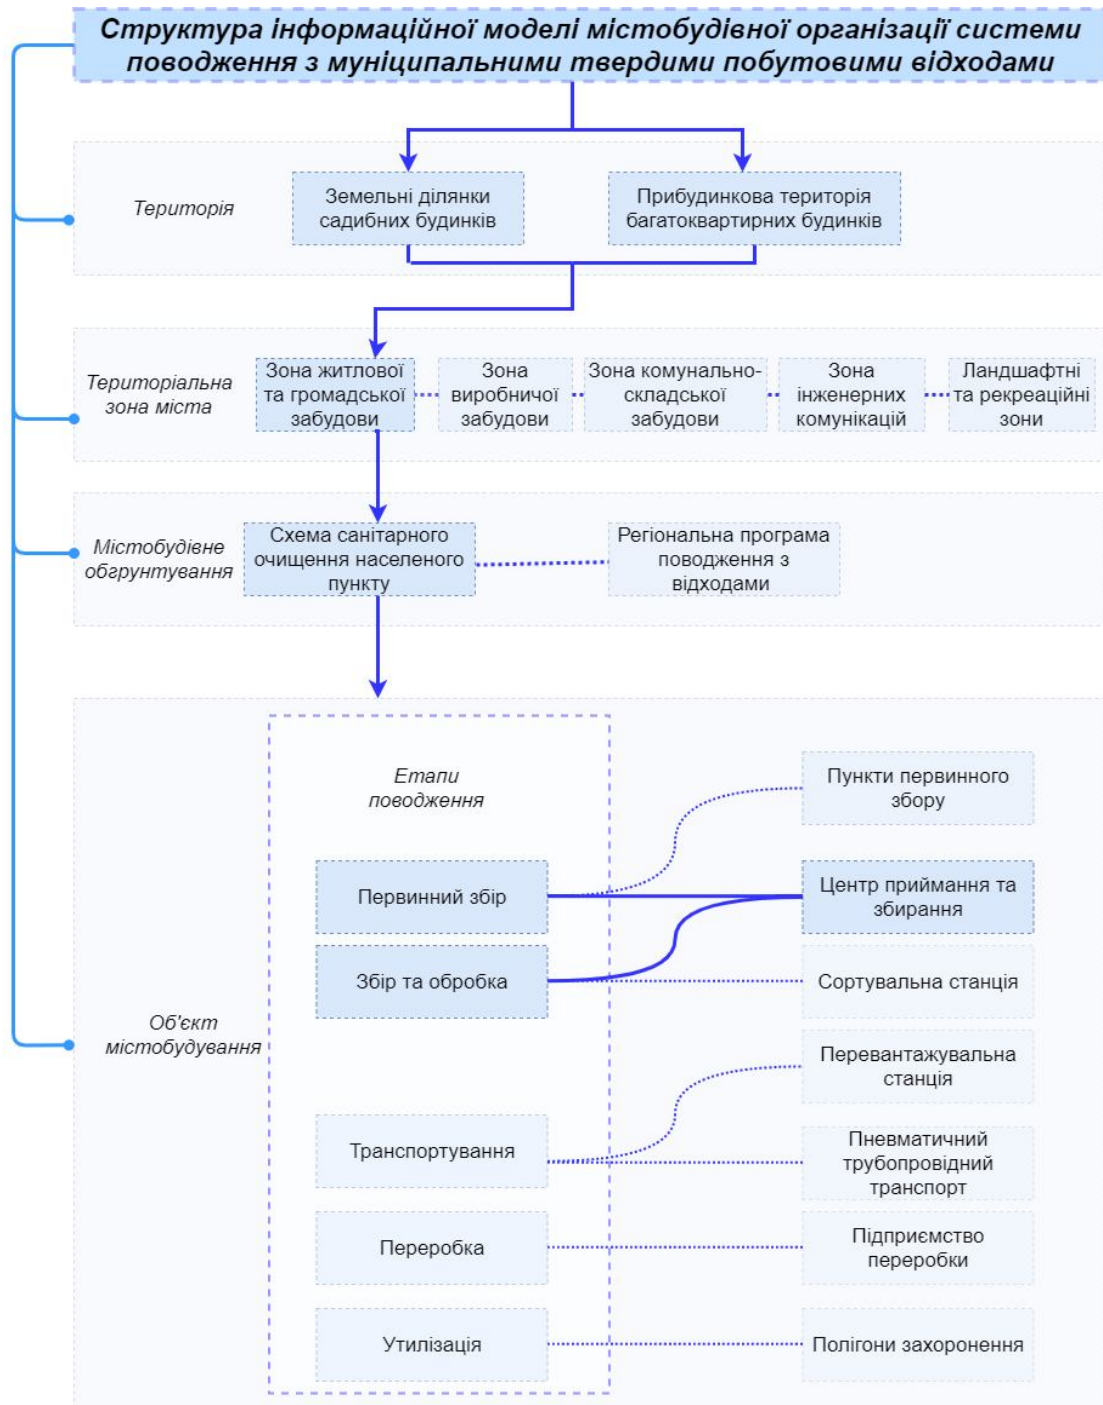 Структура інформаційної моделі містобудівної організації системи
поводження з муніципальними твердими побутовими відходами
Територія
Земельні ділянки
садибних будинків
Прибудинкова територія
багатоквартирних будинків
Територіальна
зона міста
Зона житлової
та громадської
забудови
Зона
виробничої
забудови
Зона комунально-
складської
забудови
Зона
інженерних
комунікацій
Ландшафтні
та рекреаційні
зони
Містобудівне
обгрунтування
Схема санітарного
очищення населеного
пункту
Регіональна програма
поводження з
відходами
Об'єкт
містобудування
Етапи
поводження
Первинний збір
Збір та обробка
Транспортування
Переробка
Утилізація
Пункти первинного
збору
Центр приймання та
збирання
Сортувальна станція
Перевантажувальна
станція
Пневматичний
трубопровідний
транспорт
Підприємство
переробки
Полігони захоронення